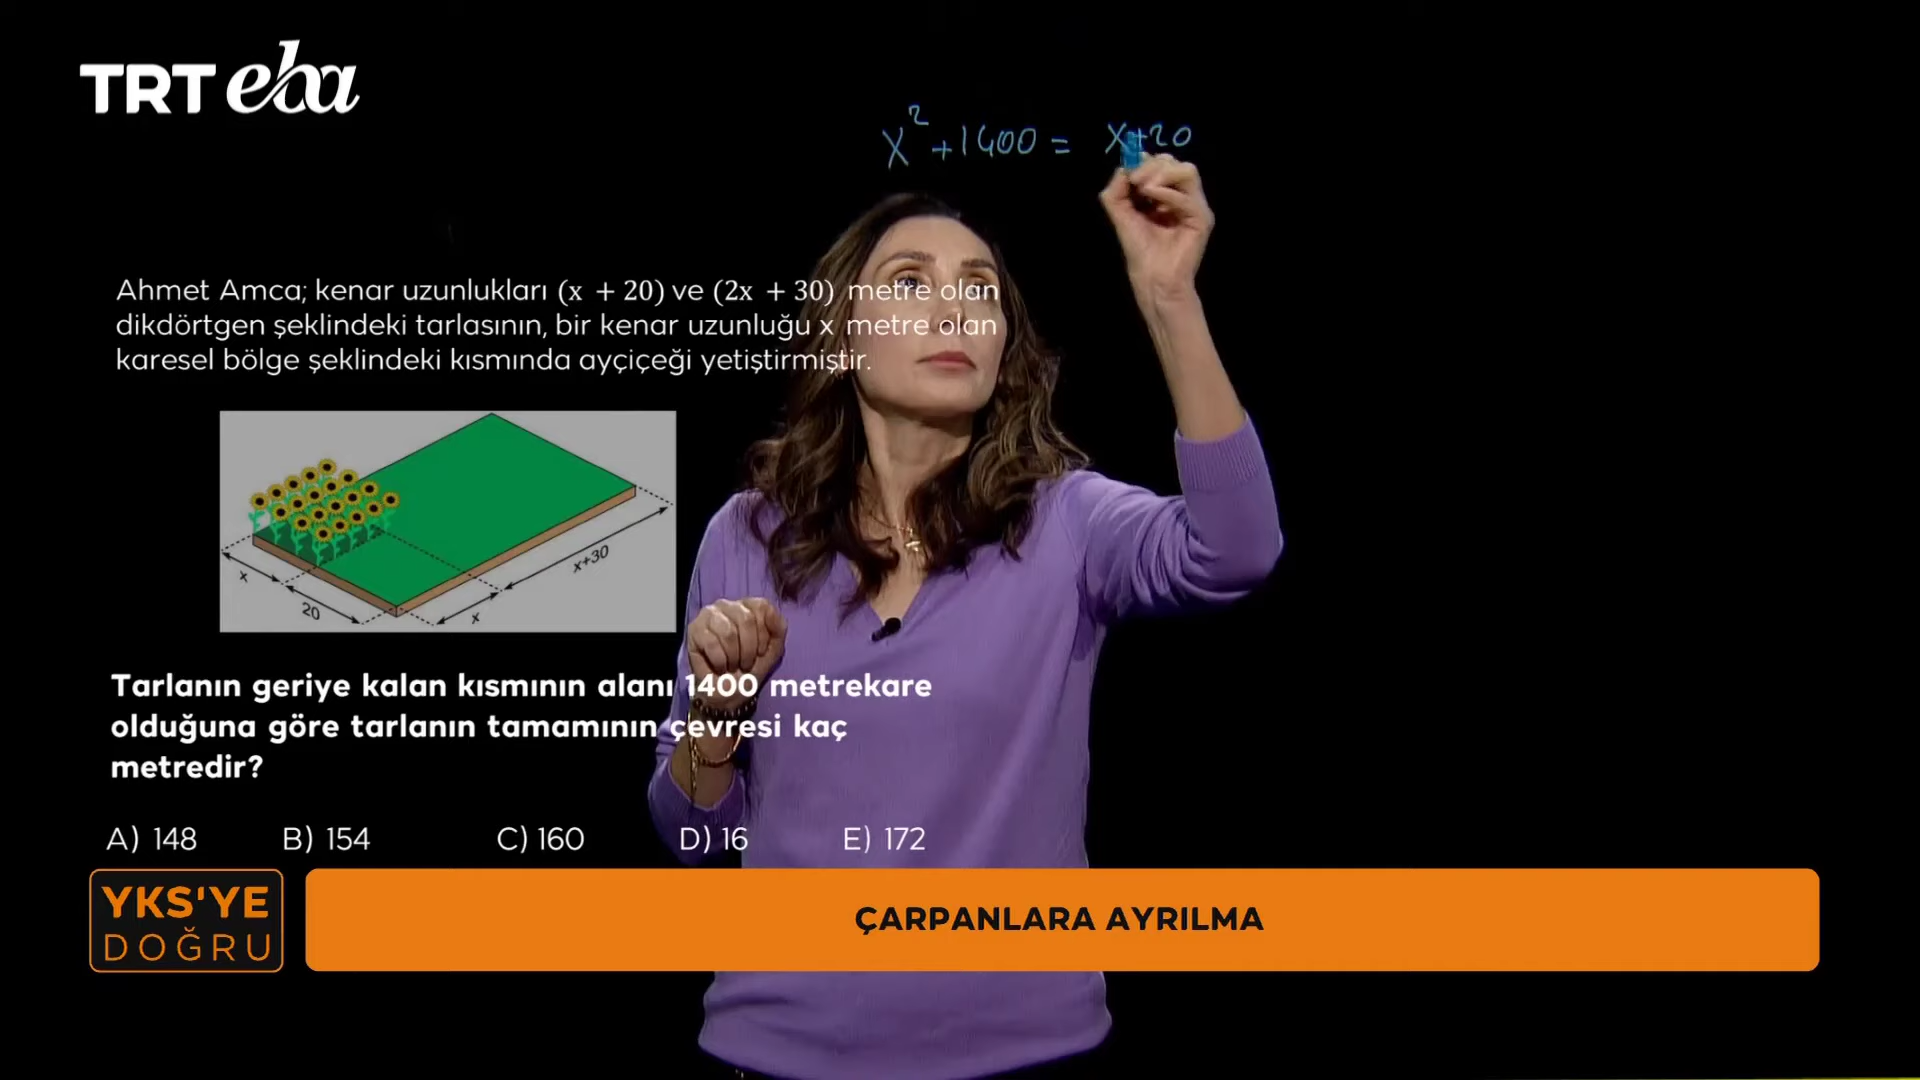 TRT eba
x² + 1400 = x+20
Ahmet Amca; kenar uzunlukları (x + 20) ve (2x + 30) metre olan
dikdörtgen şeklindeki tarlasının, bir kenar uzunluğu x metre olan
karesel bölge şeklindeki kısmında ayçiçeği yetiştirmiştir.
x
20
x
x+30
Tarlanın geriye kalan kısmının alanı 1400 metrekare
olduğuna göre tarlanın tamamının çevresi kaç
metredir?
A) 148 B) 154 C) 160 D) 16 E) 172
YKS'YE
DOĞRU
ÇARPANLARA AYRILMA